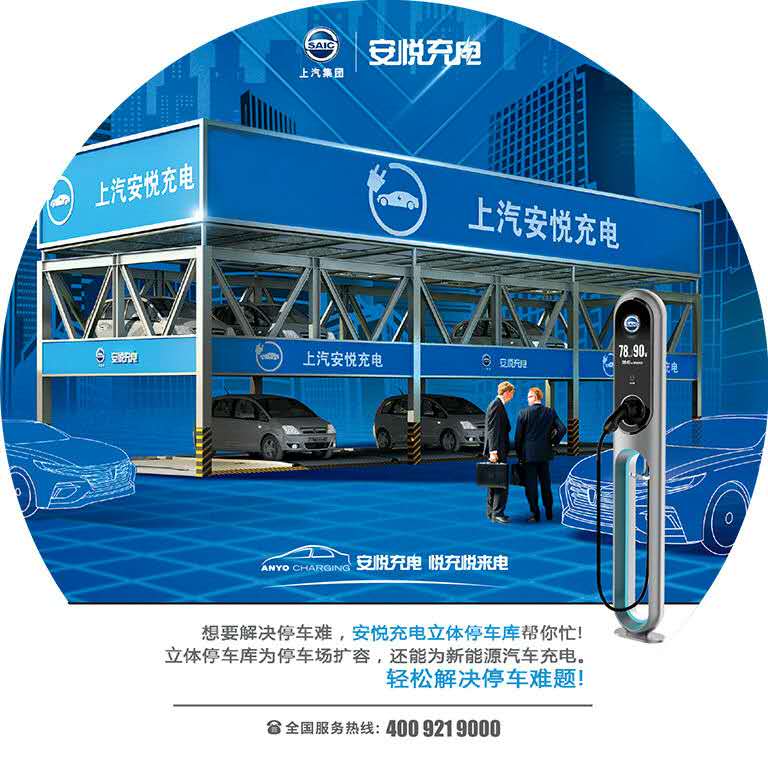 SAIC
上汽集团
安悦充电
上汽安悦充电
上汽安悦充电
安悦充电
上汽安悦充电
安悦充电
78 90
ANYO CHARGING 安悦充电 悦充悦来电
想要解决停车难，安悦充电立体停车库帮你忙!
立体停车库为停车场扩容，还能为新能源汽车充电。
轻松解决停车难题!
全国服务热线: 400 921 9000